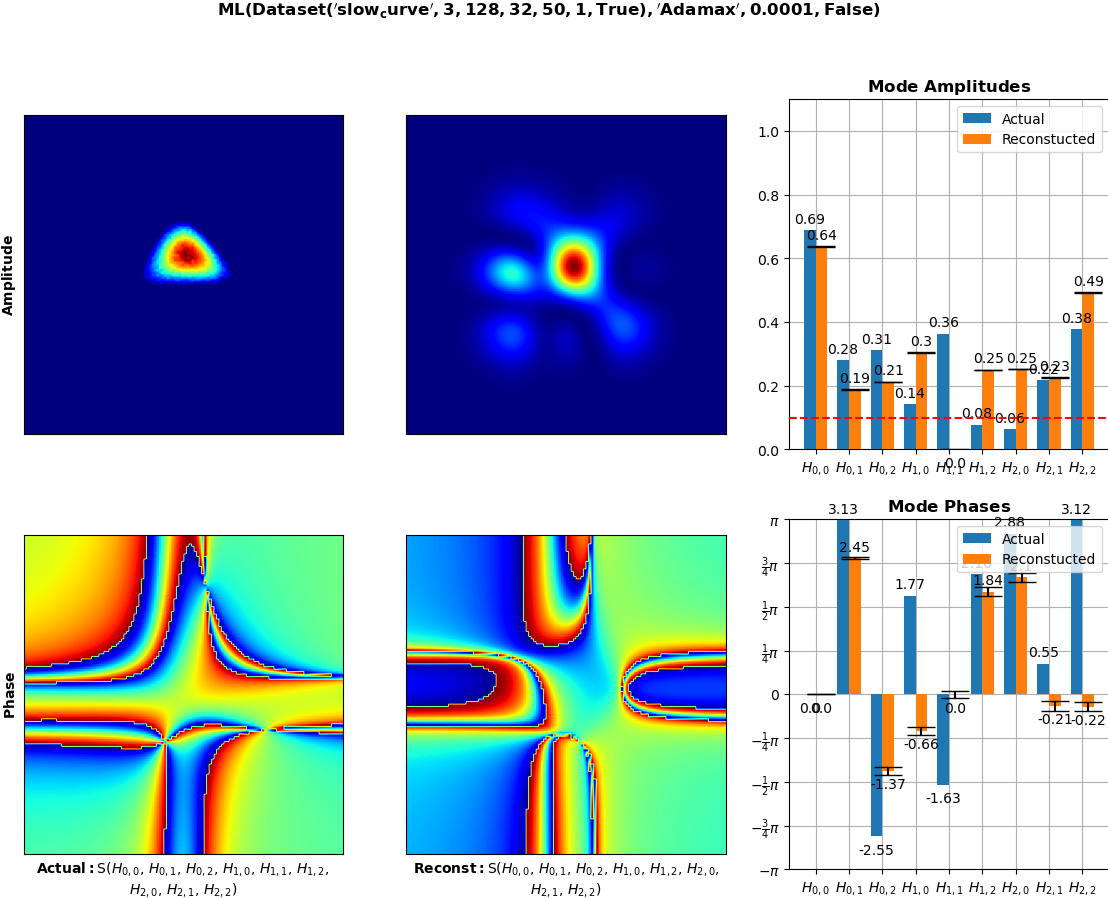 ML(Dataset('slow_curve', 3, 128, 32, 50, 1, True), 'Adamax', 0.0001, False)
Amplitude
Mode Amplitudes
Actual
Reconstucted
1.0
0.8
0.6
0.4
0.2
0.0
0.69
0.64
0.28
0.19
0.31
0.21
0.14
0.3
0.36
0.0
0.08
0.25
0.06
0.25
0.22
0.23
0.38
0.49
H0,0 H0,1 H0,2 H1,0 H1,1 H1,2 H2,0 H2,1 H2,2
Phase
Mode Phases
Actual
Reconstucted
π
3/4π
1/2π
1/4π
0
−1/4π
−1/2π
−3/4π
−π
0.0
0.0
3.13
2.45
-2.55
-1.37
1.77
-0.66
-1.63
0.0
1.84
2.88
0.55
-0.21
3.12
-0.22
H0,0 H0,1 H0,2 H1,0 H1,1 H1,2 H2,0 H2,1 H2,2
Actual: S(H0,0, H0,1, H0,2, H1,0, H1,1, H1,2,
H2,0, H2,1, H2,2)
Reconst: S(H0,0, H0,1, H0,2, H1,0, H1,2, H2,0,
H2,1, H2,2)